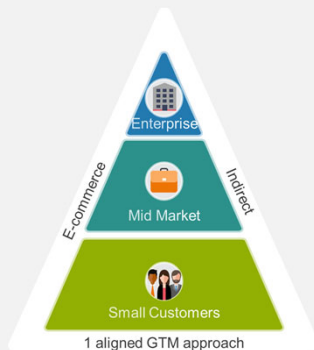 Enterprise
E-commerce
Indirect
Mid Market
Small Customers
1 aligned GTM approach